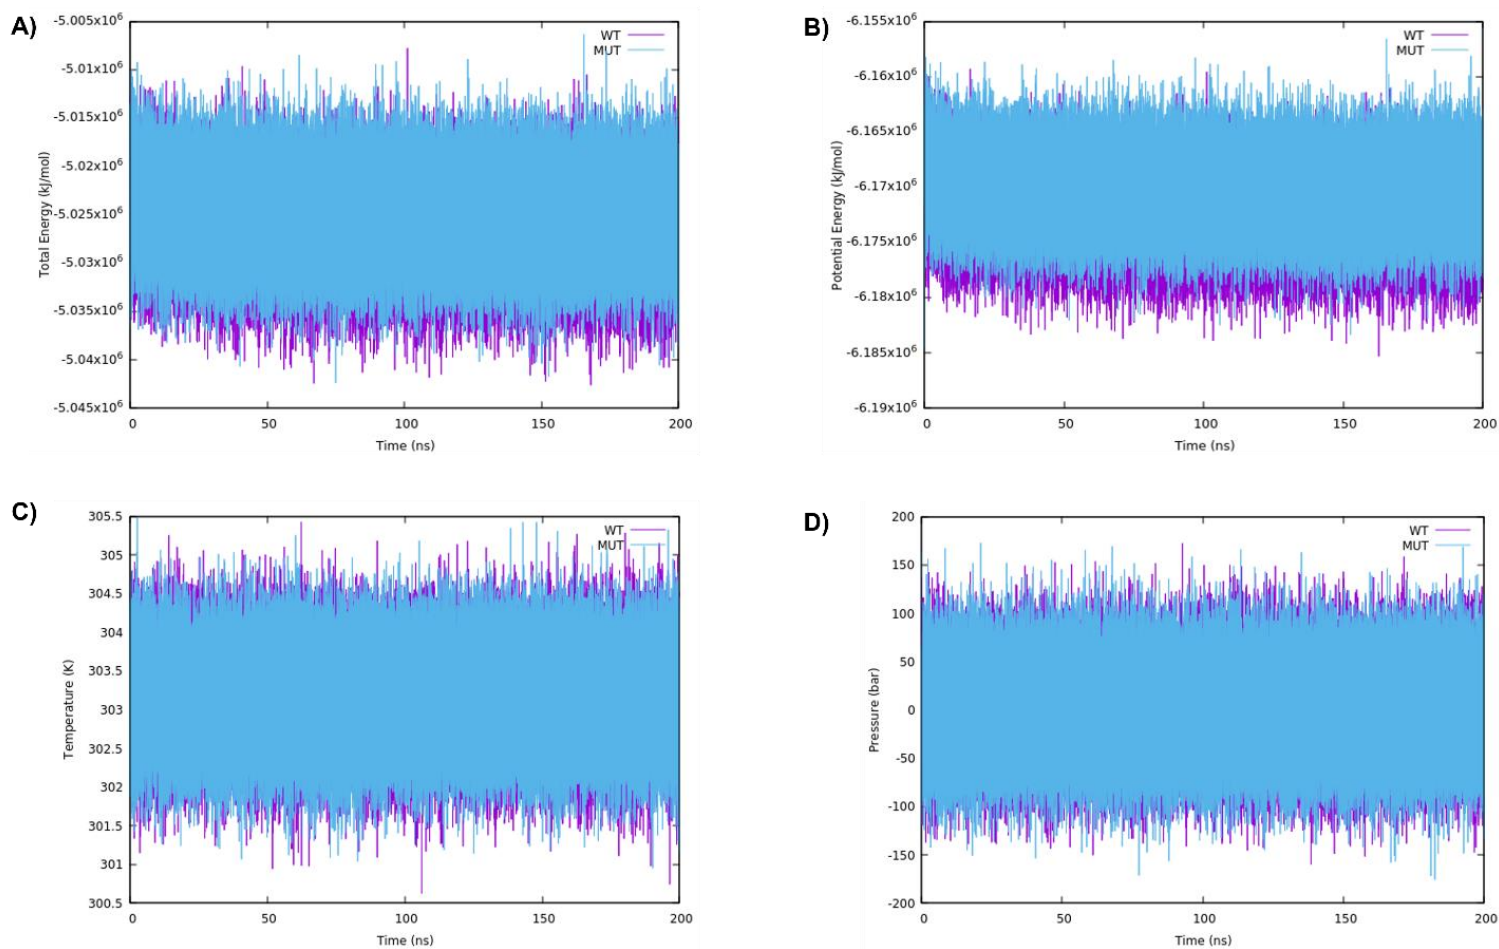 A)
Total Energy (kJ/mol)
-5.005x10⁶
-5.01x10⁶
-5.015x10⁶
-5.02x10⁶
-5.025x10⁶
-5.03x10⁶
-5.035x10⁶
-5.04x10⁶
-5.045x10⁶
WT
MUT
0 50 100 150 200
Time (ns)
B)
Potential Energy (kJ/mol)
-6.155x10⁶
-6.16x10⁶
-6.165x10⁶
-6.17x10⁶
-6.175x10⁶
-6.18x10⁶
-6.185x10⁶
-6.19x10⁶
WT
MUT
0 50 100 150 200
Time (ns)
C)
Temperature (K)
305.5
305
304.5
304
303.5
303
302.5
302
301.5
301
300.5
WT
MUT
0 50 100 150 200
Time (ns)
D)
Pressure (bar)
200
150
100
50
0
-50
-100
-150
-200
WT
MUT
0 50 100 150 200
Time (ns)